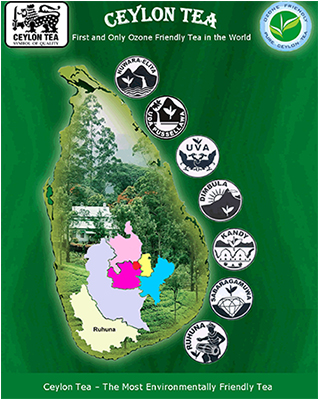 CEYLON TEA
First and Only Ozone Friendly Tea in the World
CEYLON TEA
SYMBOL OF QUALITY
OZONE FRIENDLY
PURE CEYLON TEA
NUWARA-ELIYA
UDA PUSSELLAWA
UVA
DIMBULA
KANDY
SABARAGAMUWA
RUHUNA
Ruhuna
Ceylon Tea – The Most Environmentally Friendly Tea